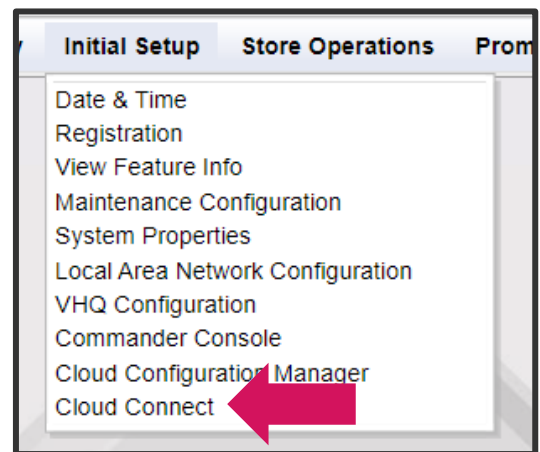 Initial Setup Store Operations Prom
Date & Time
Registration
View Feature Info
Maintenance Configuration
System Properties
Local Area Network Configuration
VHQ Configuration
Commander Console
Cloud Configuration Manager
Cloud Connect